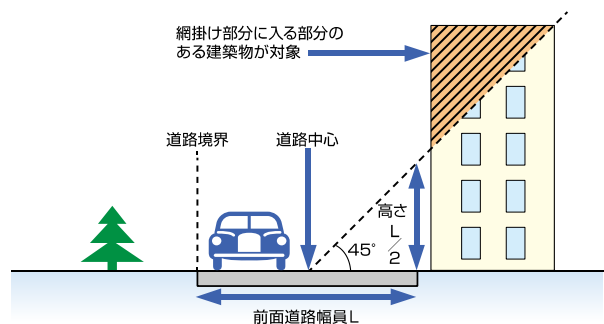 網掛け部分に入る部分の
ある建築物が対象
道路境界
道路中心
高さ
L
2
45°
前面道路幅員L